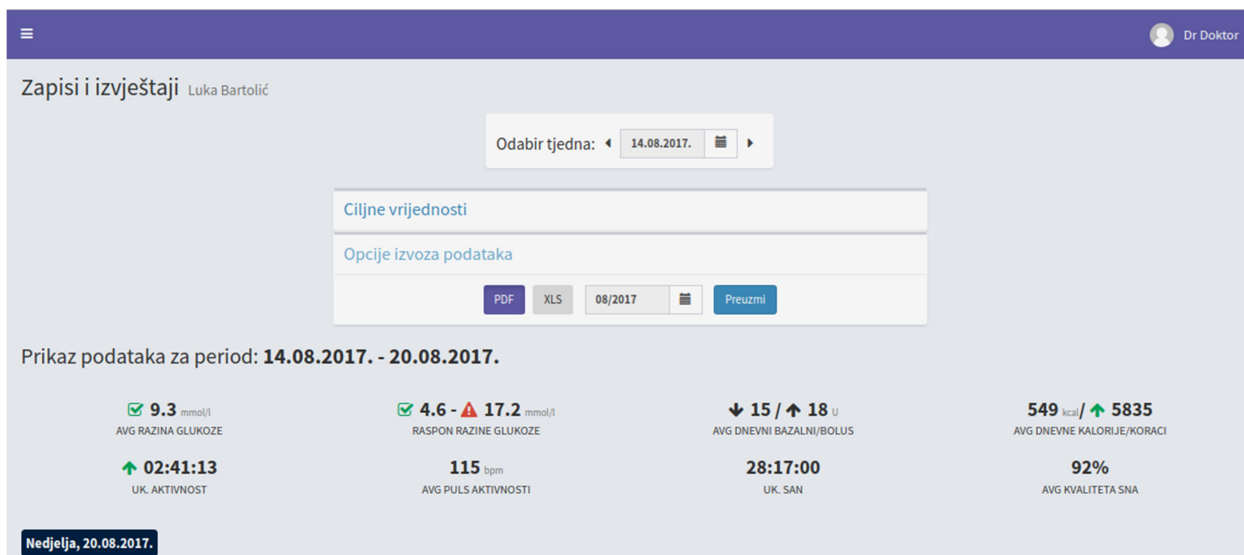 Dr Doktor
Zapisi i izvještaji Luka Bartolić
Odabir tjedna: 14.08.2017.
Ciljne vrijednosti
Opcije izvoza podataka
PDF XLS 08/2017 Preuzmi
Prikaz podataka za period: 14.08.2017. - 20.08.2017.
9.3 mmol/l 4.6 - 17.2 mmol/l 15 / 18 U 549 kcal/ 5835
AVG RAZINA GLUKOZE RASPON RAZINE GLUKOZE AVG DNEVNI BAZALNI/BOLUS AVG DNEVNE KALORIJE/KORACI
02:41:13 115 bpm 28:17:00 92%
UK. AKTIVNOST AVG PULS AKTIVNOSTI UK. SAN AVG KVALITETA SNA
Nedjelja, 20.08.2017.